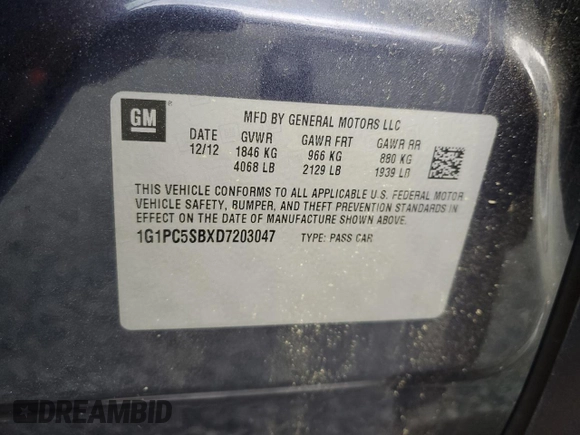 GM ®
MFD BY GENERAL MOTORS LLC
DATE GVWR GAWR FRT GAWR RR
12/12 1846 KG 966 KG 880 KG
4068 LB 2129 LB 1939 LB
THIS VEHICLE CONFORMS TO ALL APPLICABLE U.S. FEDERAL MOTOR
VEHICLE SAFETY, BUMPER, AND THEFT PREVENTION STANDARDS IN
EFFECT ON THE DATE OF MANUFACTURE SHOWN ABOVE.
1G1PC5SBXD7203047 TYPE: PASS CAR
DREAMBID